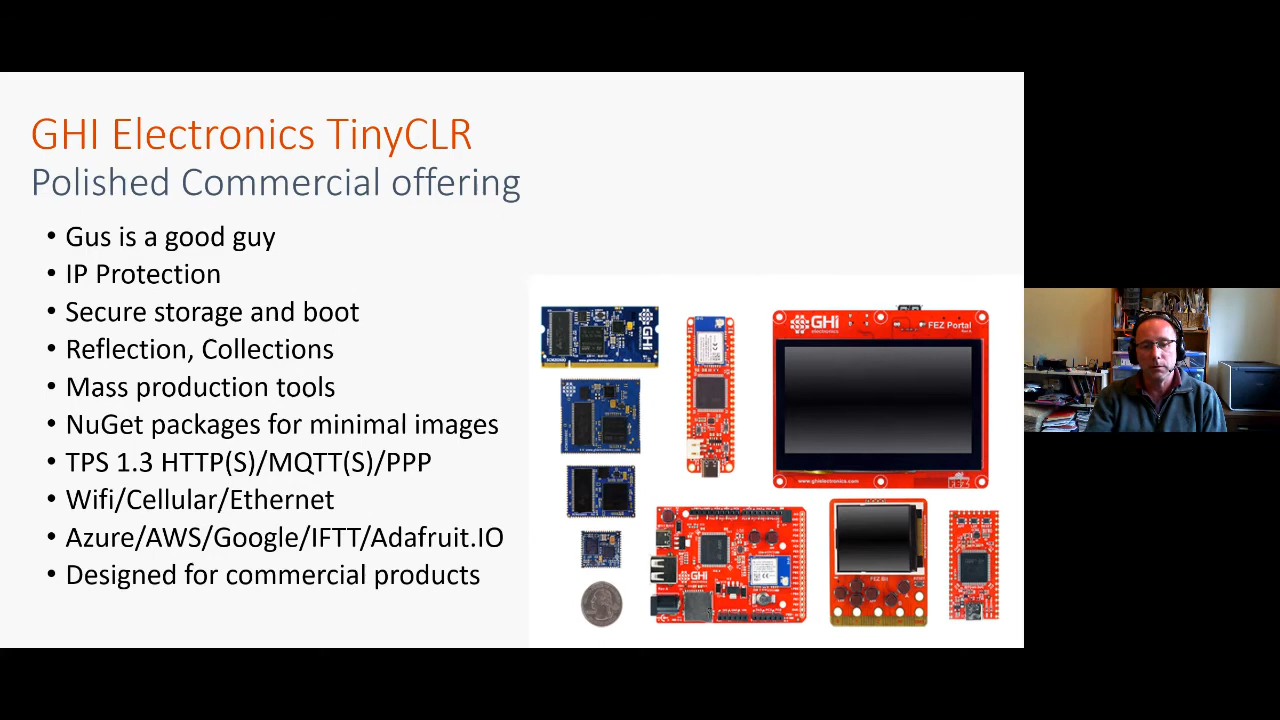 GHI Electronics TinyCLR
Polished Commercial offering
• Gus is a good guy
• IP Protection
• Secure storage and boot
• Reflection, Collections
• Mass production tools
• NuGet packages for minimal images
• TPS 1.3 HTTP(S)/MQTT(S)/PPP
• Wifi/Cellular/Ethernet
• Azure/AWS/Google/IFTT/Adafruit.IO
• Designed for commercial products
GHI
GHI
electronics
FEZ Portal
www.ghielectronics.com
FEZ
GHI
FEZ Bit